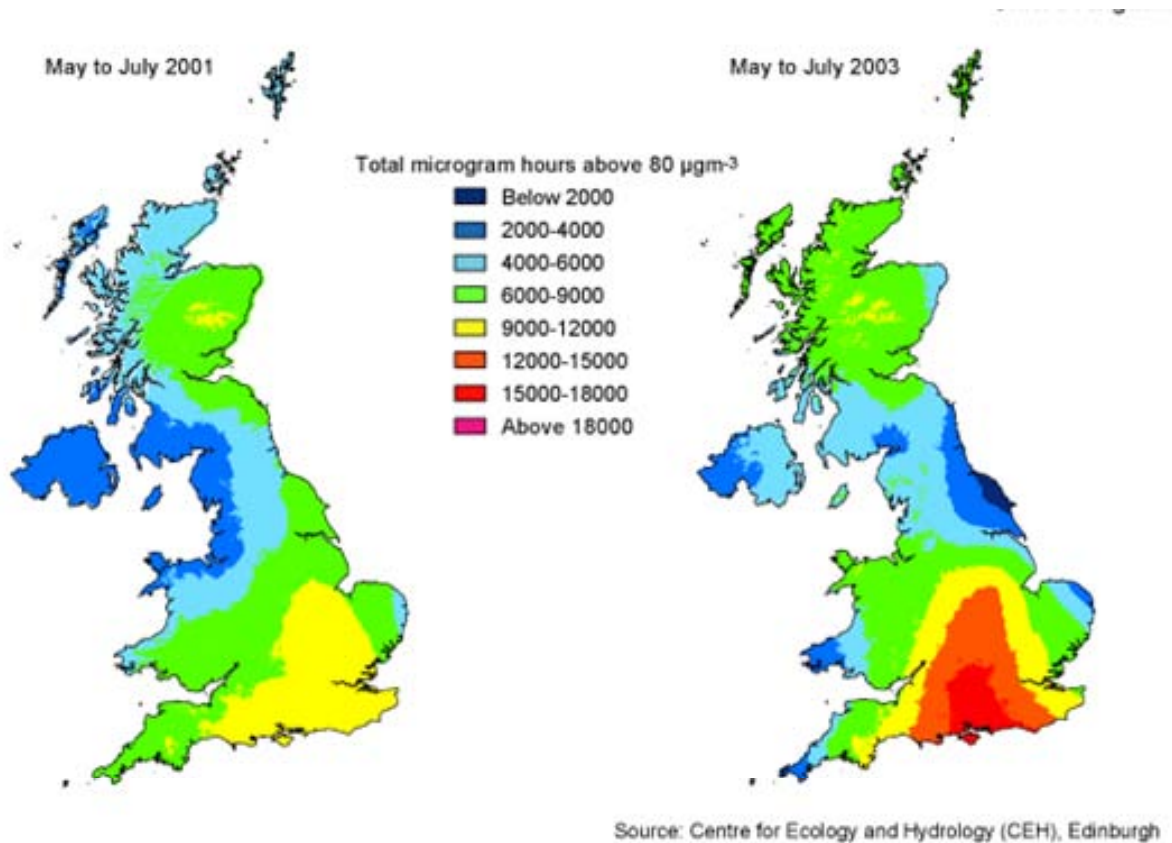 May to July 2001
May to July 2003
Total microgram hours above 80 µgm-3
Below 2000
2000-4000
4000-6000
6000-9000
9000-12000
12000-15000
15000-18000
Above 18000
Source: Centre for Ecology and Hydrology (CEH), Edinburgh